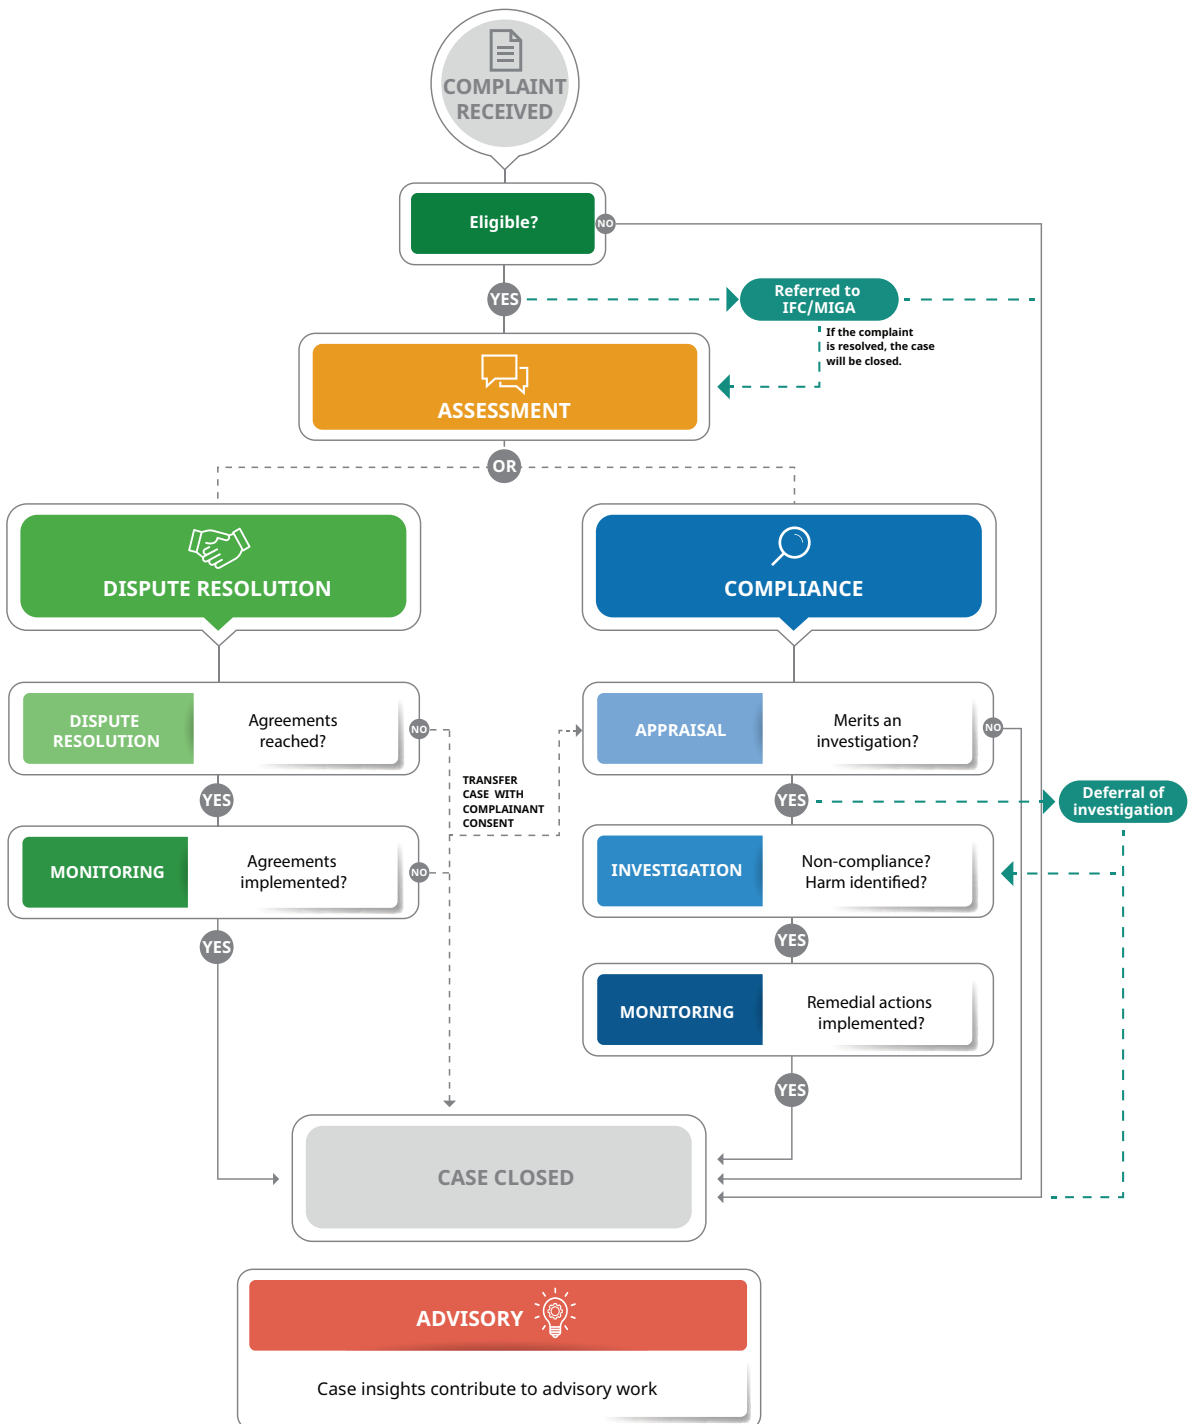 COMPLAINT
RECEIVED
Eligible?
NO
YES
Referred to
IFC/MIGA
If the complaint
is resolved, the case
will be closed.
ASSESSMENT
OR
DISPUTE RESOLUTION
COMPLIANCE
DISPUTE
RESOLUTION
Agreements
reached?
NO
APPRAISAL
Merits an
investigation?
NO
TRANSFER
CASE WITH
COMPLAINANT
CONSENT
YES
YES
Deferral of
investigation
MONITORING
Agreements
implemented?
NO
INVESTIGATION
Non-compliance?
Harm identified?
YES
YES
MONITORING
Remedial actions
implemented?
YES
CASE CLOSED
ADVISORY
Case insights contribute to advisory work